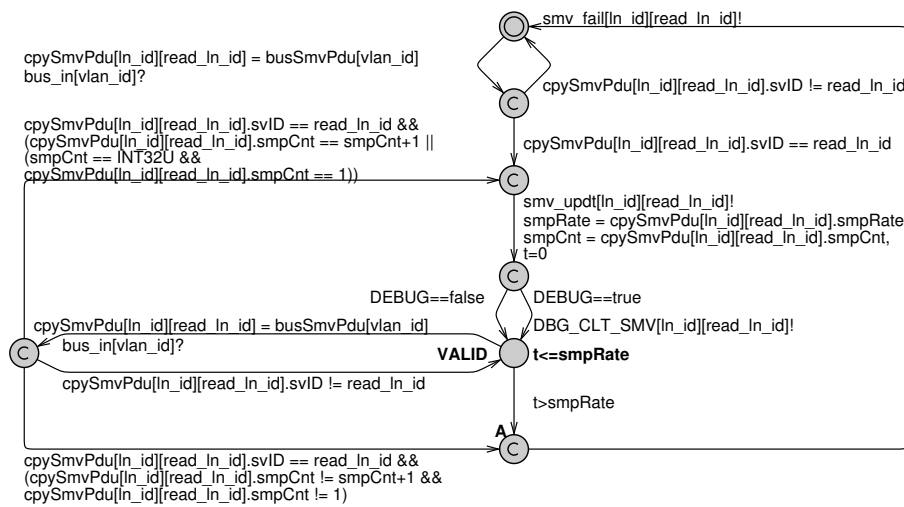 smv_fail[ln_id][read_ln_id]!
cpySmvPdu[ln_id][read_ln_id] = busSmvPdu[vlan_id]
bus_in[vlan_id]?
cpySmvPdu[ln_id][read_ln_id].svID != read_ln_id
C
cpySmvPdu[ln_id][read_ln_id].svID == read_ln_id &&
(cpySmvPdu[ln_id][read_ln_id].smpCnt == smpCnt+1 ||
(smpCnt == INT32U &&
cpySmvPdu[ln_id][read_ln_id].smpCnt == 1))
cpySmvPdu[ln_id][read_ln_id].svID == read_ln_id
C
smv_updt[ln_id][read_ln_id]!
smpRate = cpySmvPdu[ln_id][read_ln_id].smpRate
smpCnt = cpySmvPdu[ln_id][read_ln_id].smpCnt,
t=0
C
DEBUG==false
DEBUG==true
DBG_CLT_SMV[ln_id][read_ln_id]!
cpySmvPdu[ln_id][read_ln_id] = busSmvPdu[vlan_id]
bus_in[vlan_id]?
C
VALID
t<=smpRate
cpySmvPdu[ln_id][read_ln_id].svID != read_ln_id
t>smpRate
A
C
cpySmvPdu[ln_id][read_ln_id].svID == read_ln_id &&
(cpySmvPdu[ln_id][read_ln_id].smpCnt != smpCnt+1 &&
cpySmvPdu[ln_id][read_ln_id].smpCnt != 1)